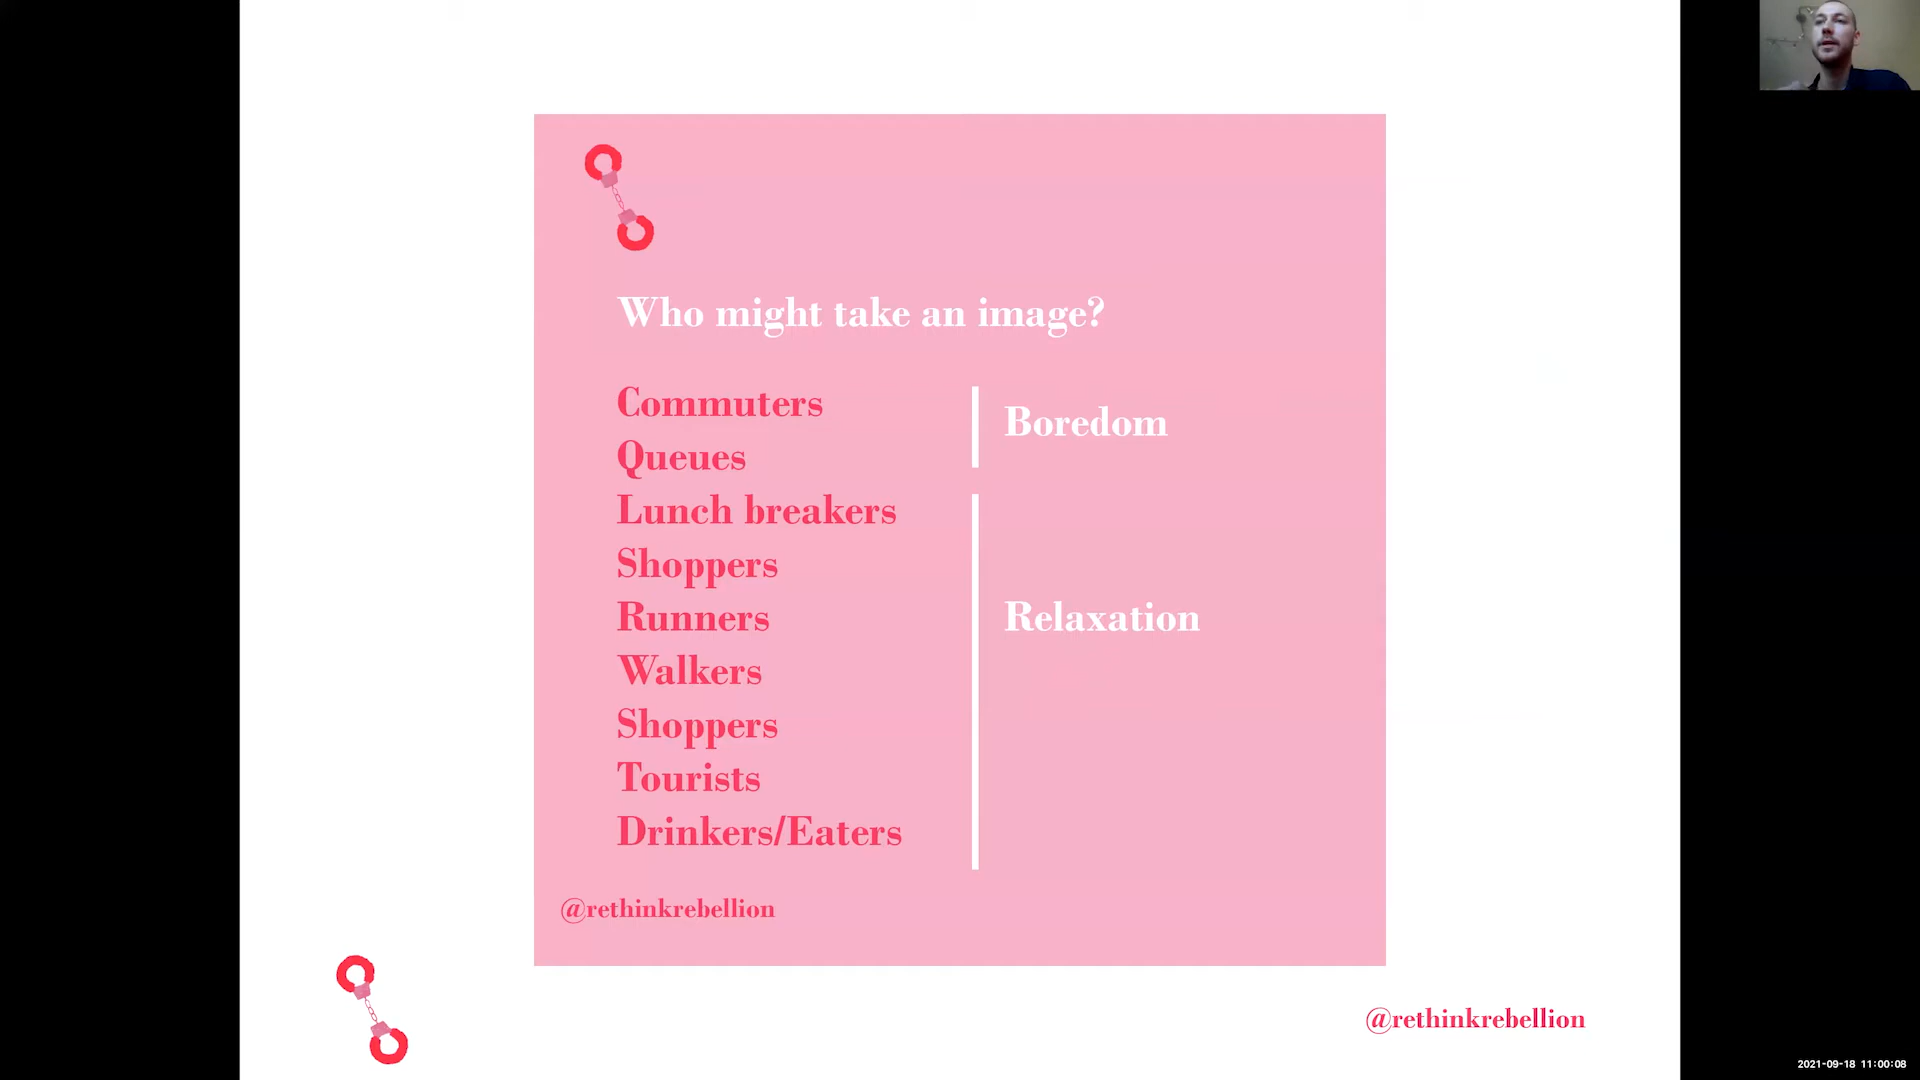 Who might take an image?
Commuters
Queues
Boredom
Lunch breakers
Shoppers
Runners
Walkers
Shoppers
Tourists
Drinkers/Eaters
Relaxation
@rethinkrebellion
@rethinkrebellion
2021-09-18 11:00:08